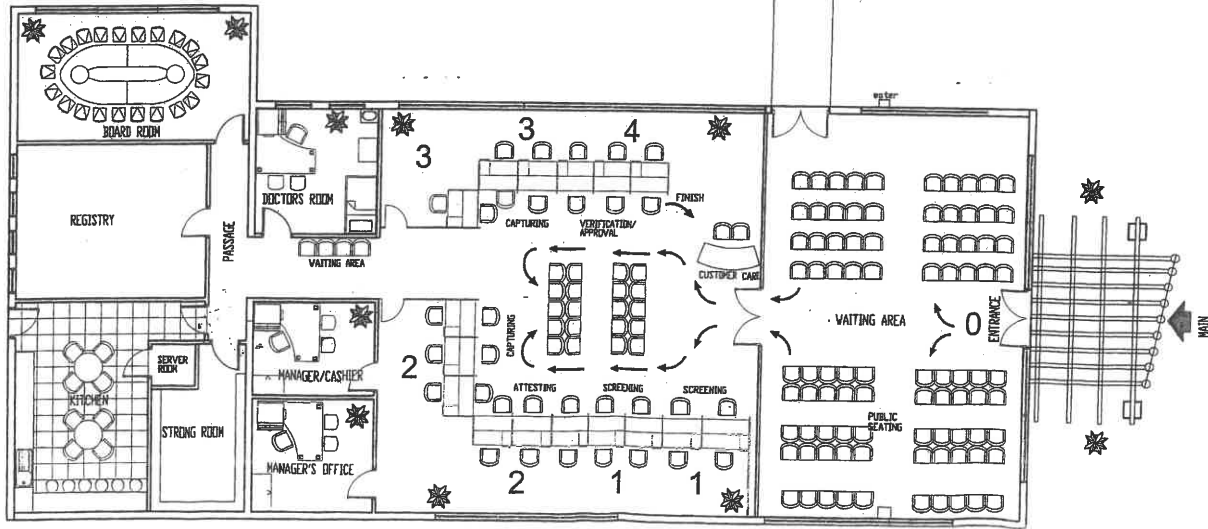 water
BOARD ROOM
3
4
3
DOCTORS ROOM
FINISH
REGISTRY
CAPTURING
VERIFICATION/
APPROVAL
PASSAGE
WAITING AREA
CUSTOMER CARE
WAITING AREA
0
ENTRANCE
MAIN
CAPTURING
SERVER
ROOM
2
MANAGER/CASHIER
ATTESTING
SCREENING
SCREENING
KITCHEN
STRONG ROOM
PUBLIC
SEATING
MANAGER'S OFFICE
2
1
1